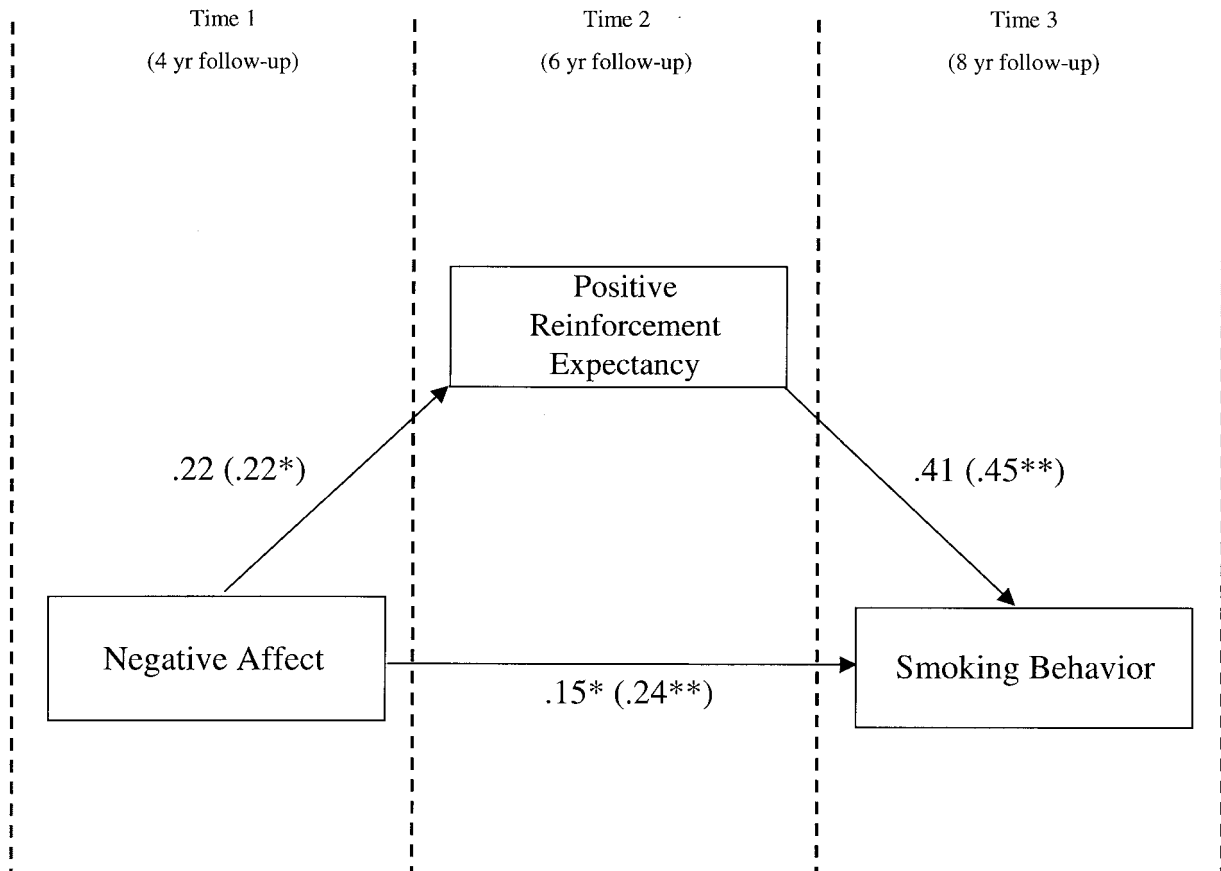 Time 1
(4 yr follow-up)
Time 2
(6 yr follow-up)
Time 3
(8 yr follow-up)
Positive
Reinforcement
Expectancy
.22 (.22*)
.41 (.45**)
Negative Affect
.15* (.24**)
Smoking Behavior